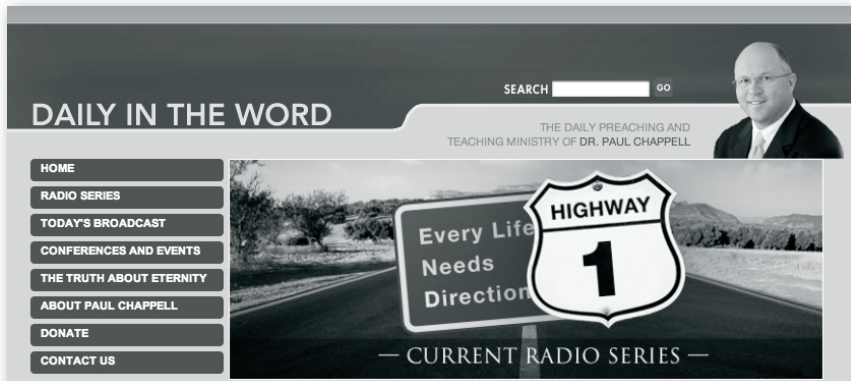 SEARCH GO
DAILY IN THE WORD
THE DAILY PREACHING AND
TEACHING MINISTRY OF DR. PAUL CHAPPELL
HOME
RADIO SERIES
TODAY'S BROADCAST
CONFERENCES AND EVENTS
THE TRUTH ABOUT ETERNITY
ABOUT PAUL CHAPPELL
DONATE
CONTACT US
Every Life
Needs
Direction
HIGHWAY
1
— CURRENT RADIO SERIES —